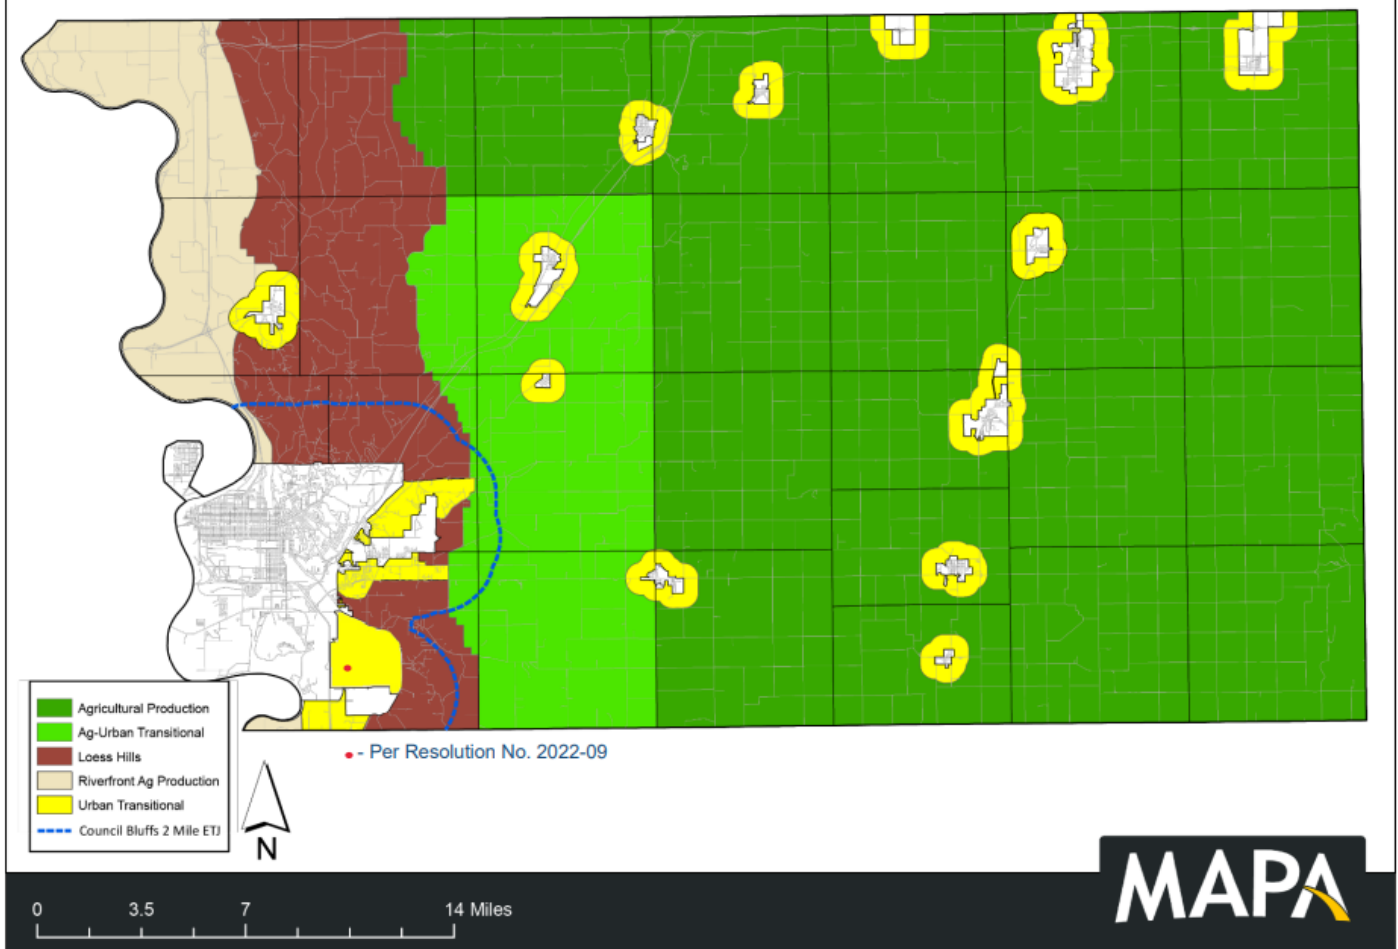 Agricultural Production
Ag-Urban Transitional
Loess Hills
Riverfront Ag Production
Urban Transitional
Council Bluffs 2 Mile ETJ
- Per Resolution No. 2022-09
N
0 3.5 7 14 Miles
MAPA